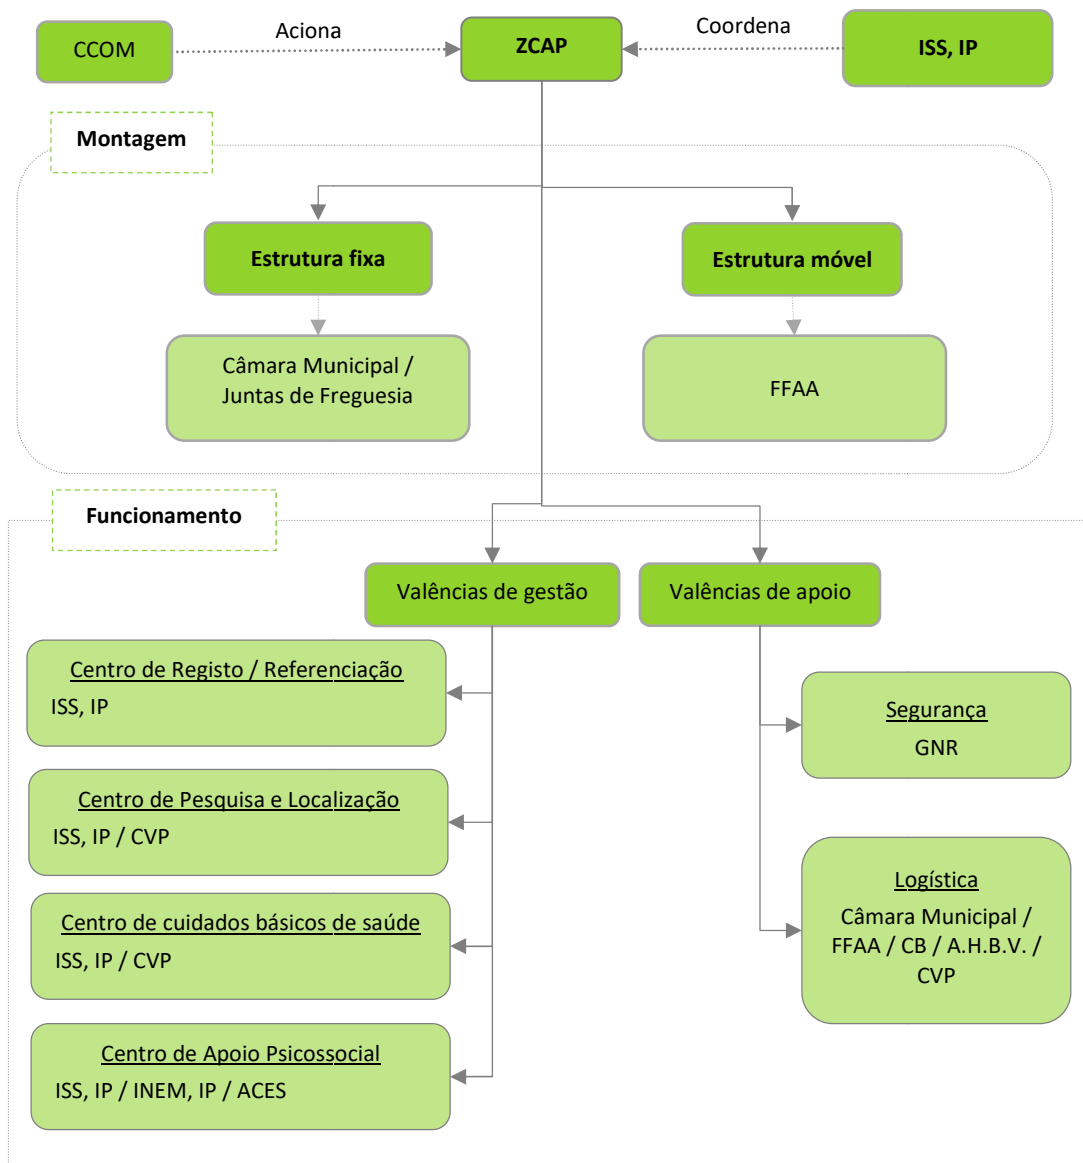 CCOM
Aciona
ZCAP
Coordena
ISS, IP
Montagem
Estrutura fixa
Estrutura móvel
Câmara Municipal /
Juntas de Freguesia
FFAA
Funcionamento
Valências de gestão
Valências de apoio
Centro de Registo / Referenciação
ISS, IP
Segurança
GNR
Centro de Pesquisa e Localização
ISS, IP / CVP
Logística
Câmara Municipal /
FFAA / CB / A.H.B.V. /
CVP
Centro de cuidados básicos de saúde
ISS, IP / CVP
Centro de Apoio Psicossocial
ISS, IP / INEM, IP / ACES